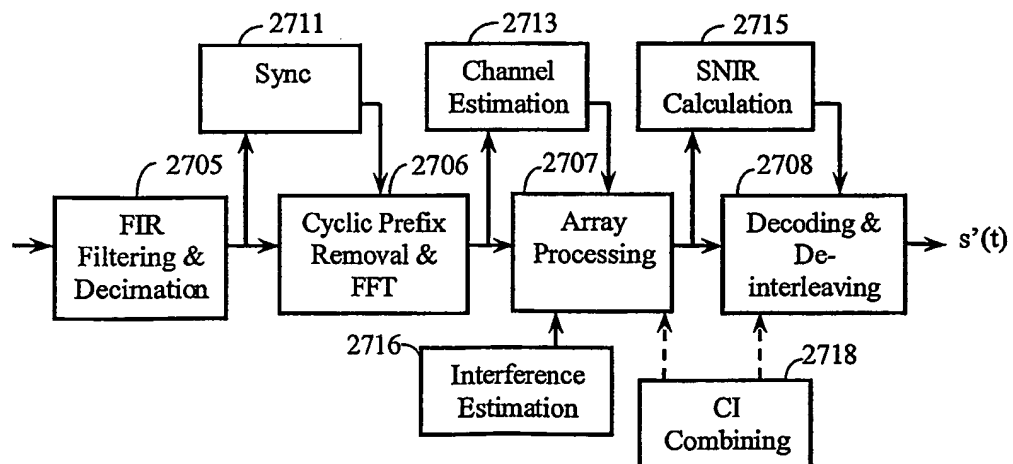 2711
2713
2715
Sync
Channel
Estimation
SNIR
Calculation
2705
2706
2707
2708
FIR
Filtering &
Decimation
Cyclic Prefix
Removal &
FFT
Array
Processing
Decoding &
De-
interleaving
s’(t)
2716
Interference
Estimation
2718
CI
Combining